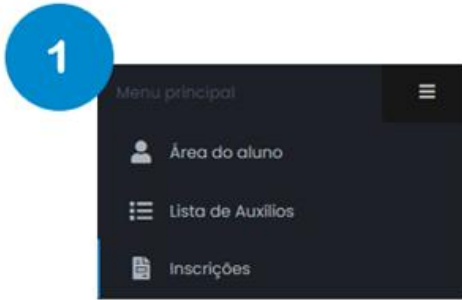 1
Menu principal
Área do aluno
Lista de Auxílios
Inscrições